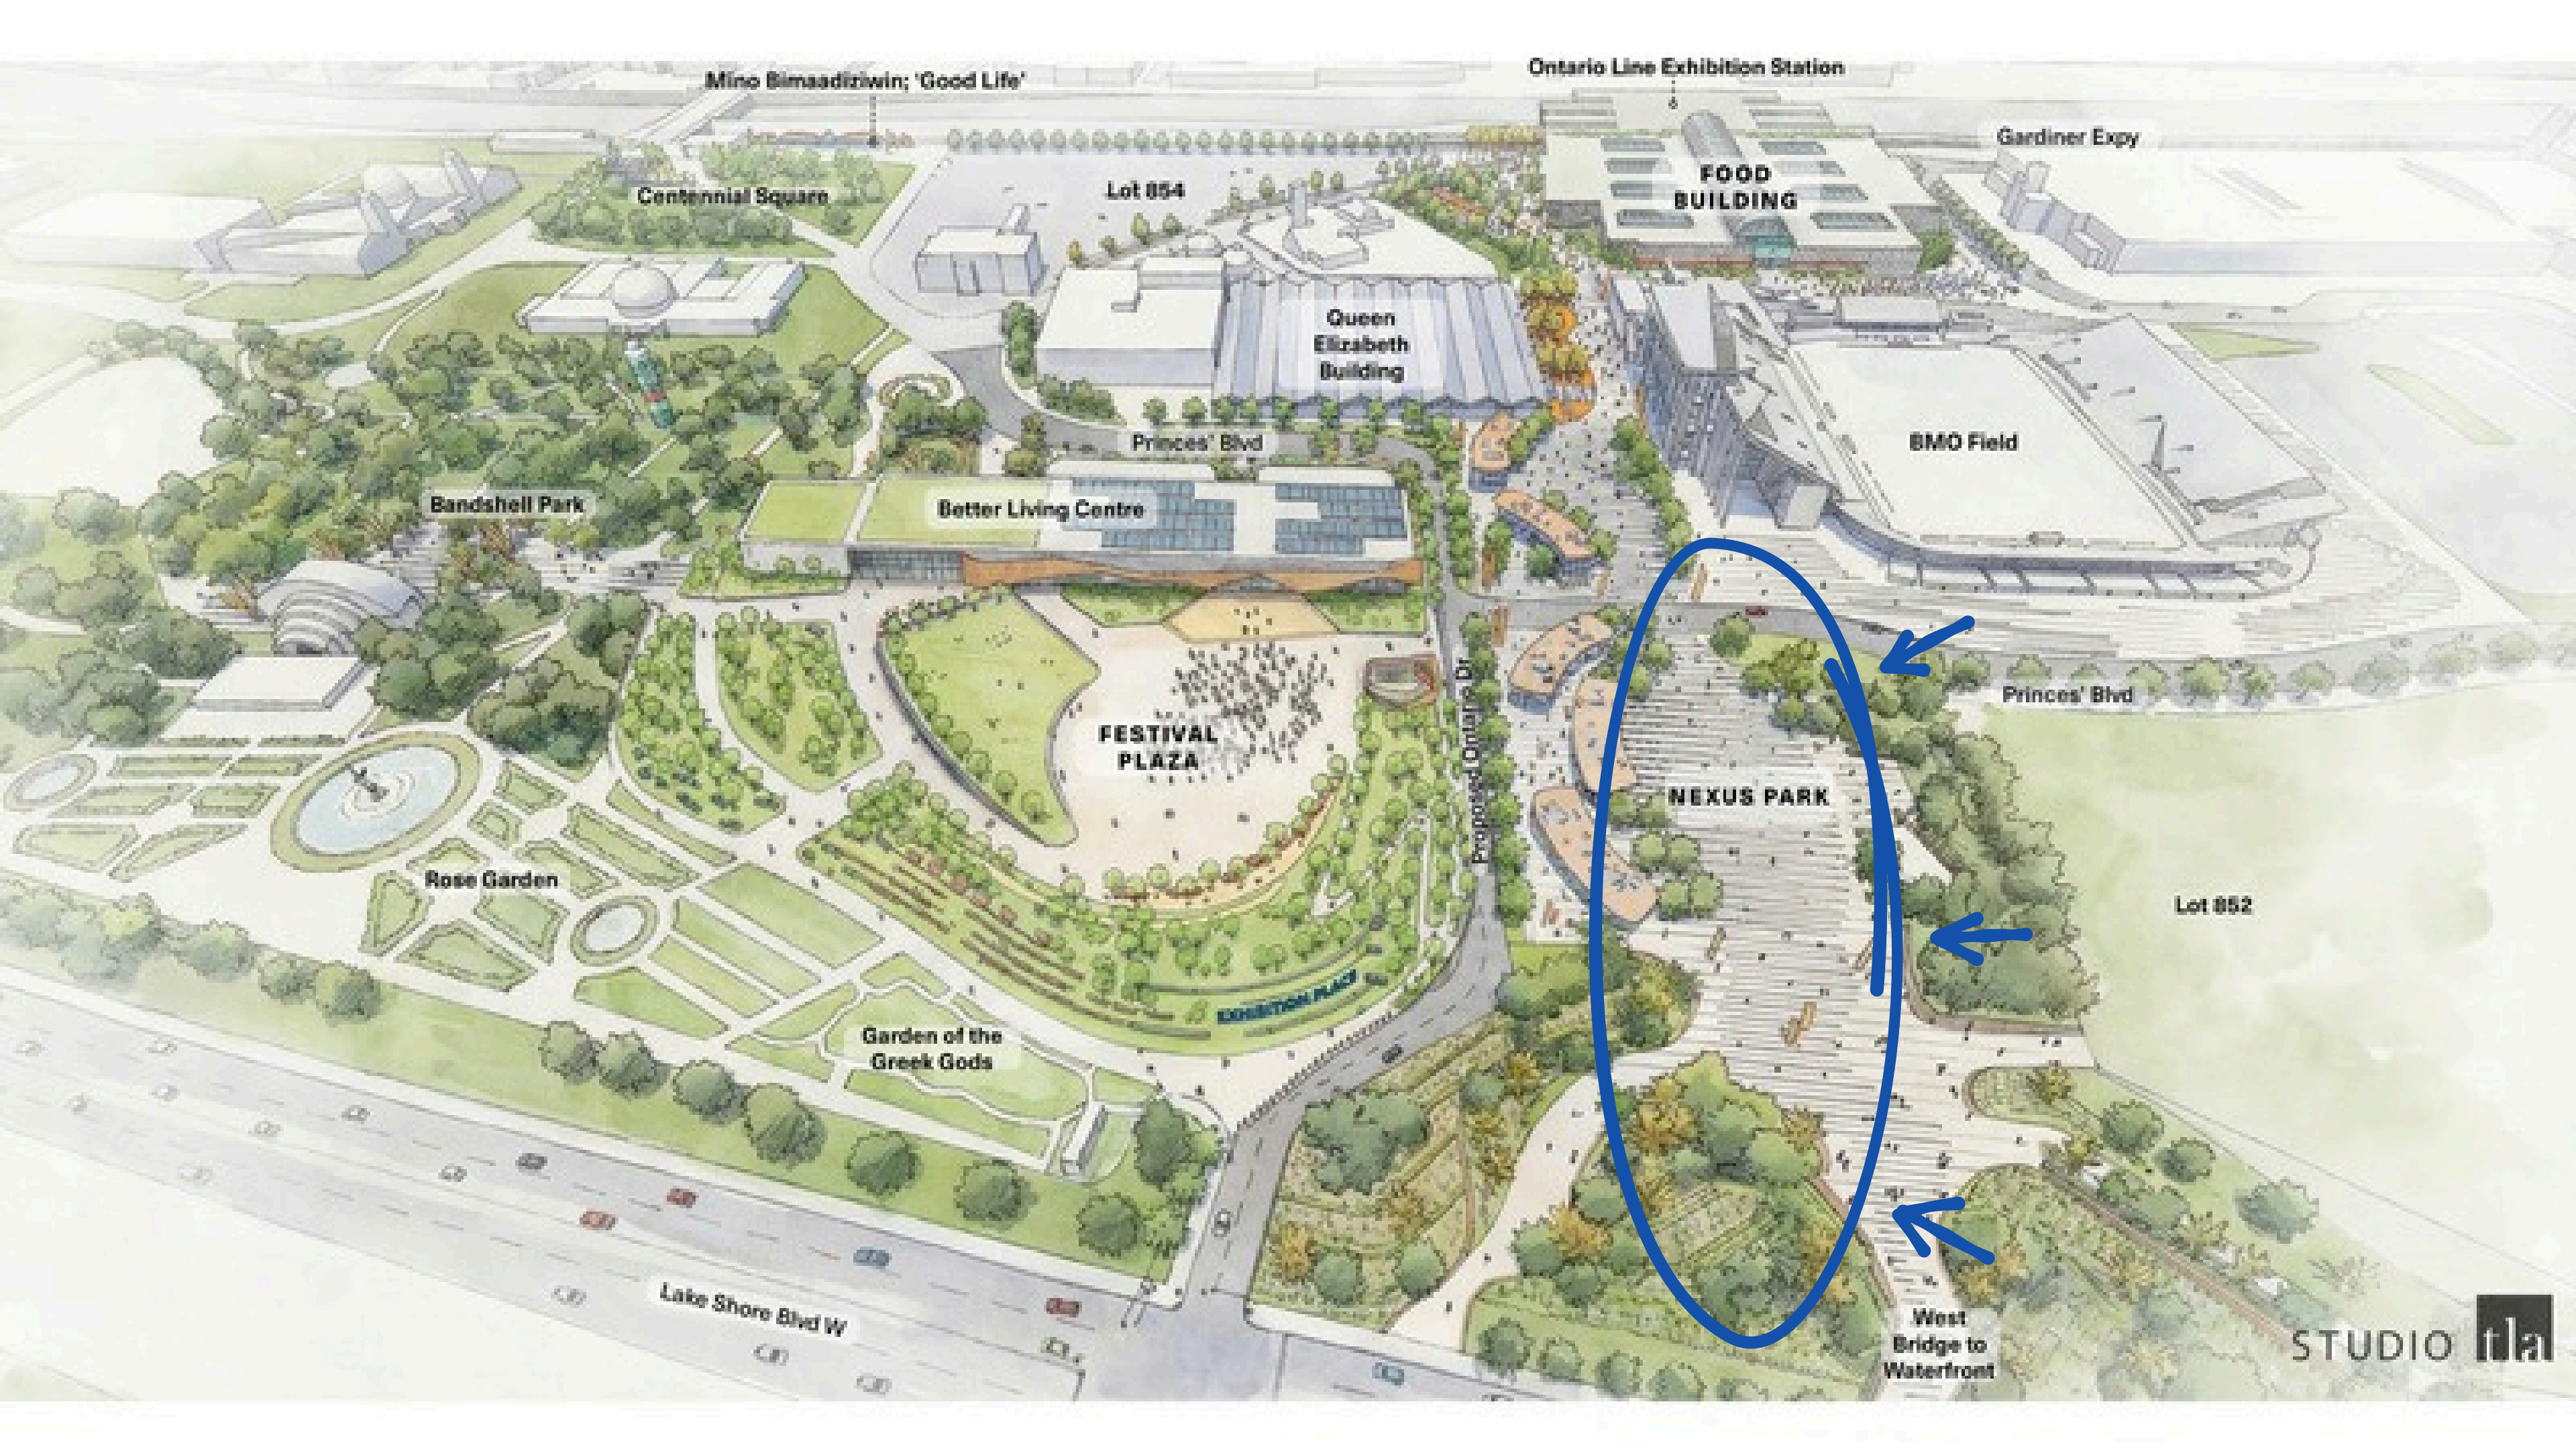 Ontario Line Exhibition Station
Mino Bimaadiziwin; 'Good Life'
Gardiner Expy
FOOD
BUILDING
Centennial Square
Lot 854
Queen
Elizabeth
Building
Princes' Blvd
BMO Field
Bandshell Park
Better Living Centre
Princes' Blvd
FESTIVAL
PLAZA
Proposed Ontario Dr
NEXUS PARK
Rose Garden
Lot 852
EXHIBITION PLACE
Garden of the
Greek Gods
Lake Shore Blvd W
West
Bridge to
Waterfront
STUDIO tla